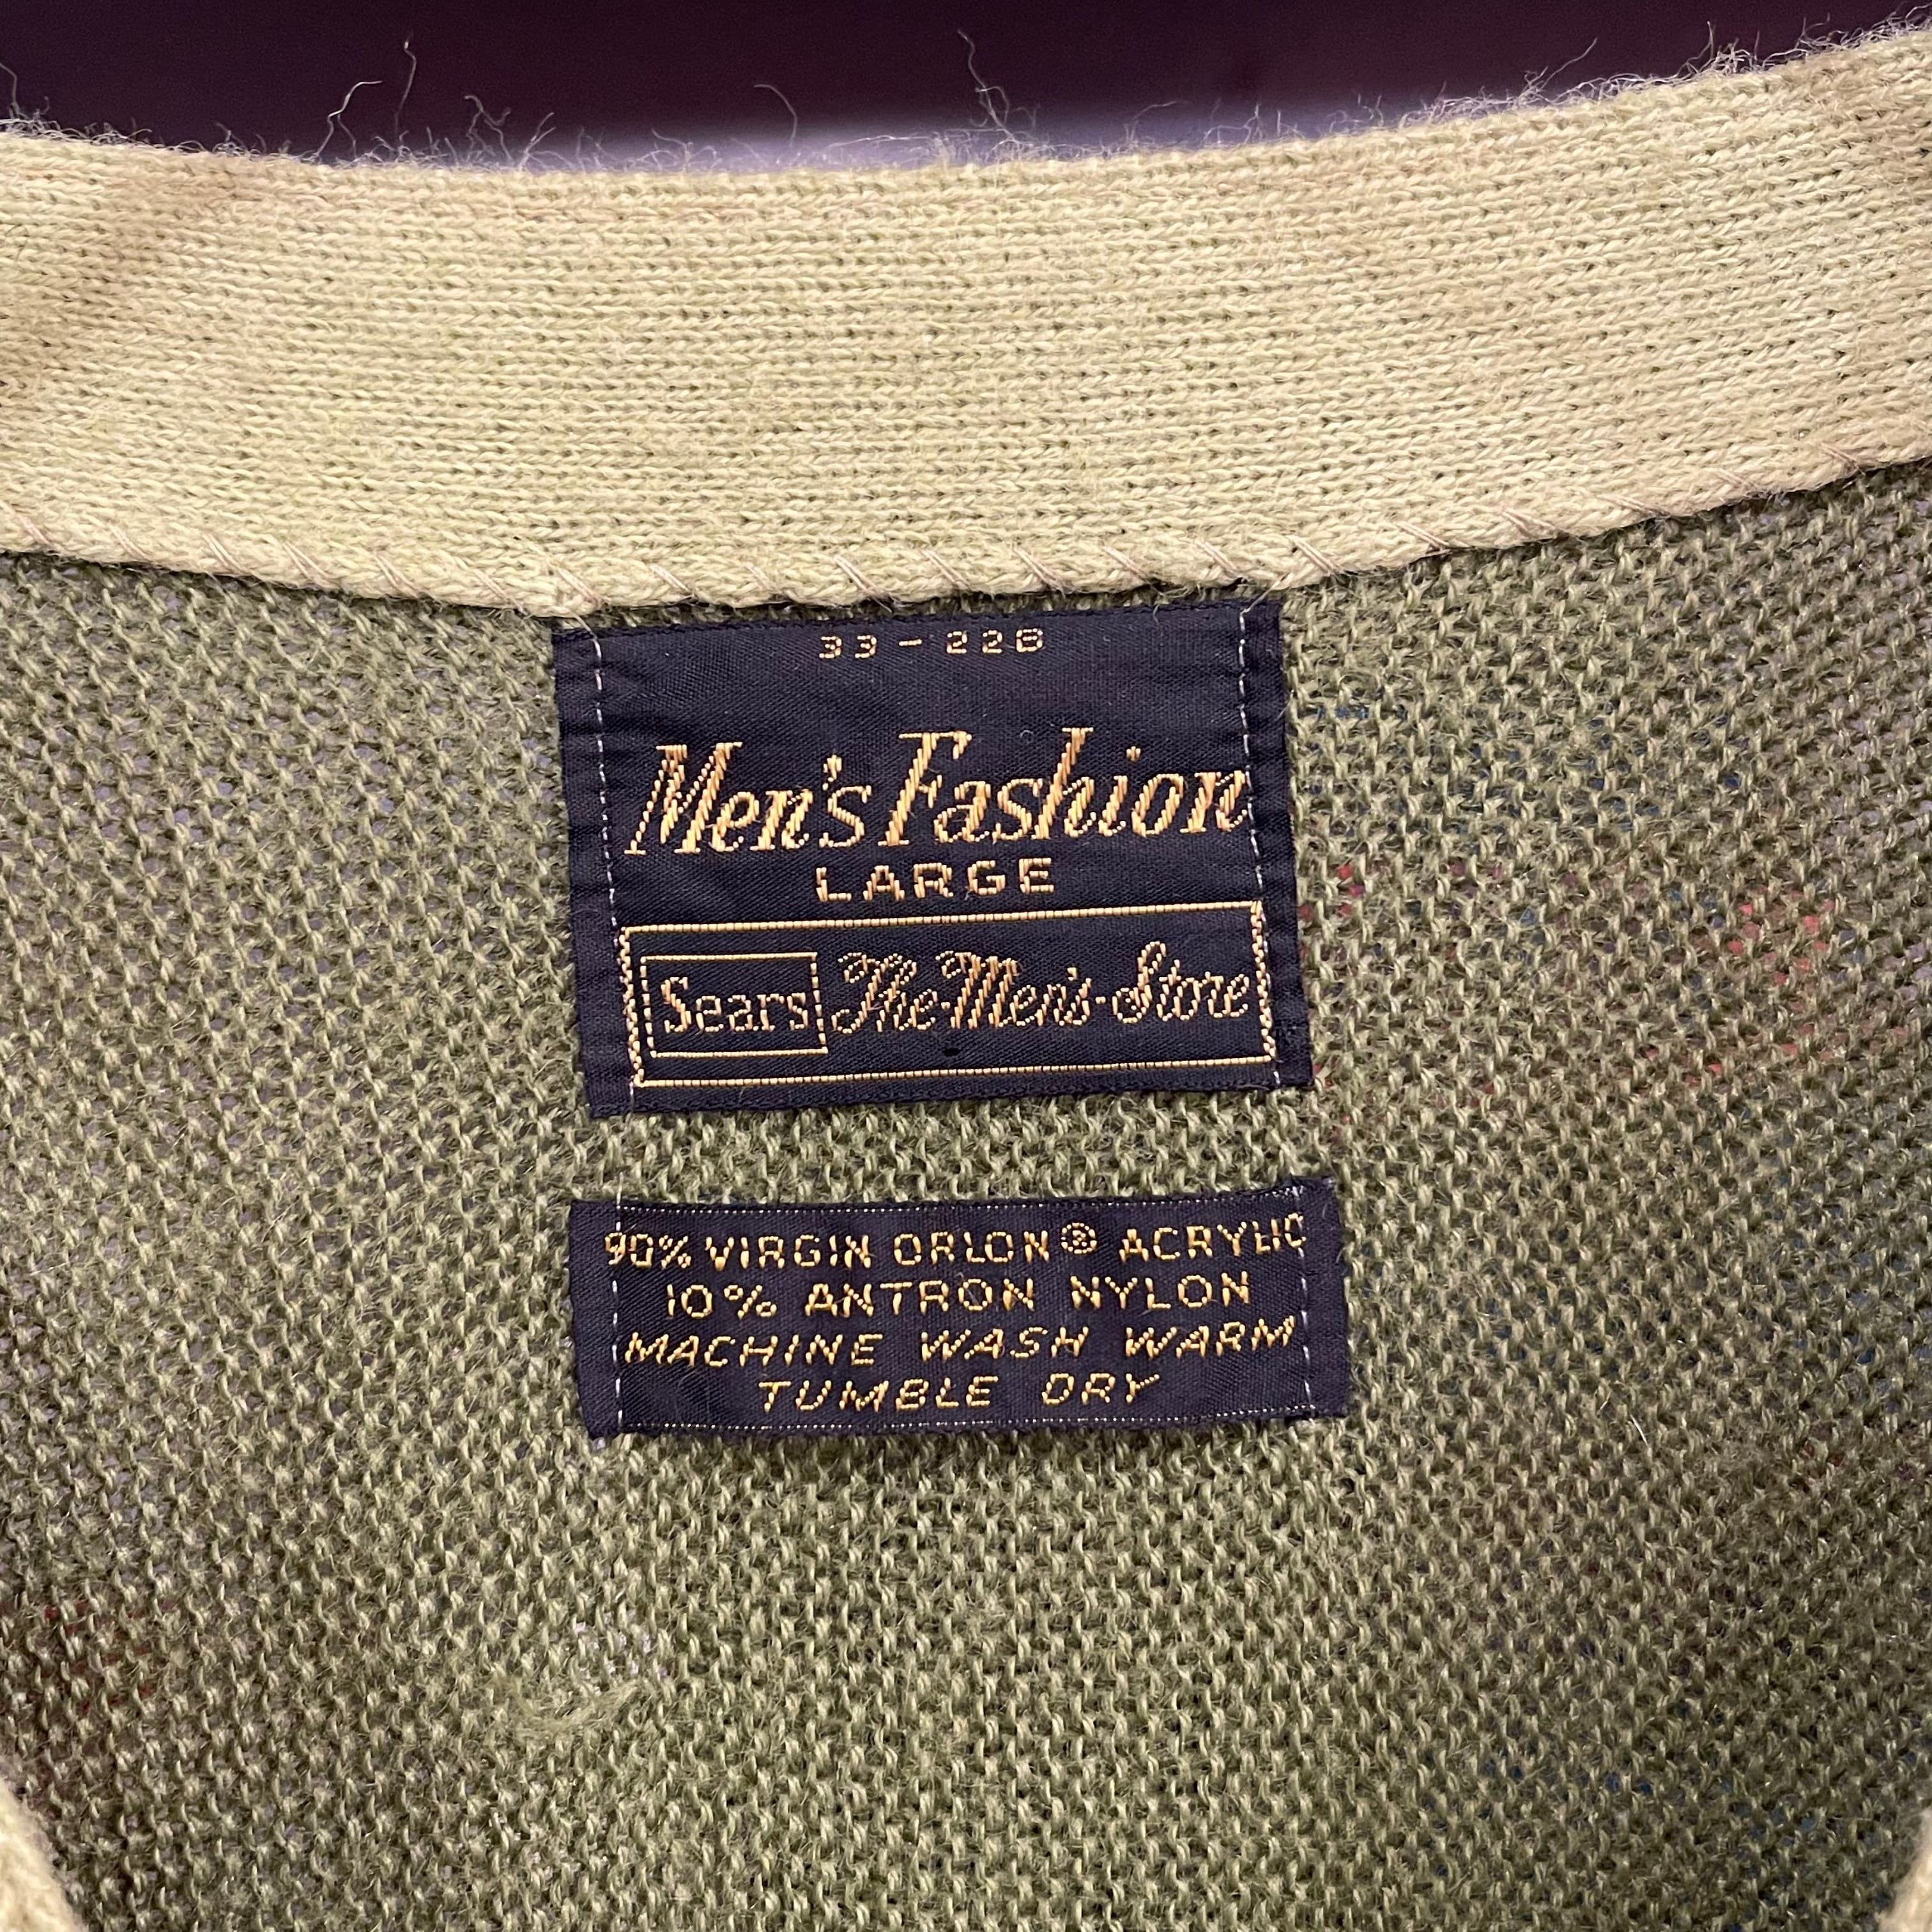 33-22B
Men's Fashion
LARGE
Sears The-Men's-Store
90% VIRGIN ORLON® ACRYLIC
10% ANTRON NYLON
MACHINE WASH WARM
TUMBLE DRY